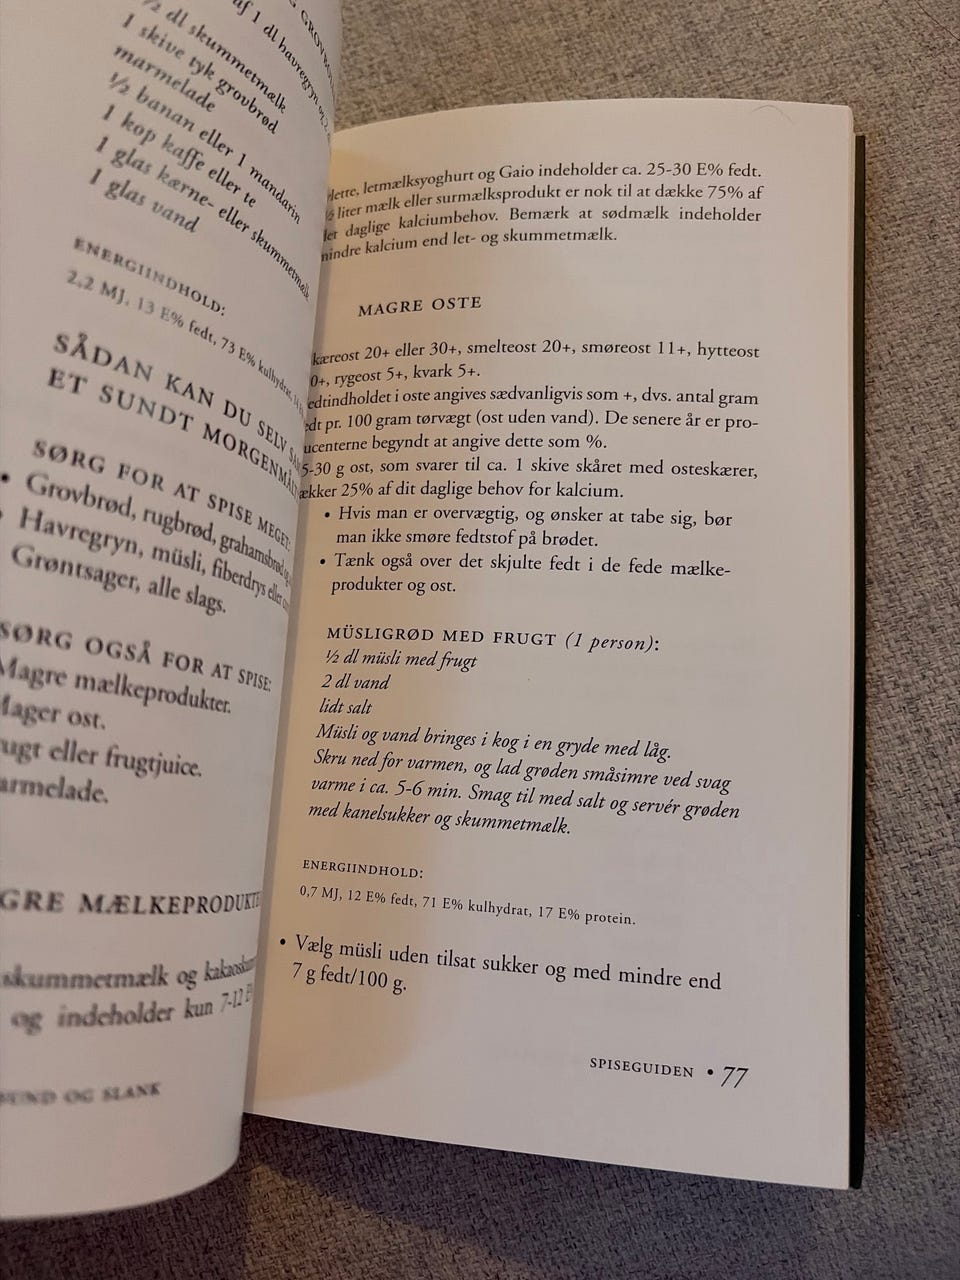 af 1 dl havregryn og 2
½ dl skummetmælk
1 skive tyk grovbrød
marmelade
½ banan eller 1 mandarin
1 kop kaffe eller te
1 glas kærne- eller skummetmælk
1 glas vand
ENERGIINDHOLD:
2,2 MJ, 13 E% fedt, 73 E% kulhydrat, 14
SÅDAN KAN DU SELV
ET SUNDT MORGENMÅLTID
SØRG FOR AT SPISE MEGET:
• Grovbrød, rugbrød, grahamsbrød
Havregryn, müsli, fiberdrys eller
Grøntsager, alle slags.
SØRG OGSÅ FOR AT SPISE:
Magre mælkeprodukter.
Mager ost.
rugt eller frugtjuice.
armelade.
GRE MÆLKEPRODUKTE
skummetmælk og kakaoskum
og indeholder kun 7-12 E
SUND OG SLANK
lette, letmælksyoghurt og Gaio indeholder ca. 25-30 E% fedt.
½ liter mælk eller surmælksprodukt er nok til at dække 75% af
let daglige kalciumbehov. Bemærk at sødmælk indeholder
mindre kalcium end let- og skummetmælk.
MAGRE OSTE
kæreost 20+ eller 30+, smelteost 20+, smøreost 11+, hytteost
0+, rygeost 5+, kvark 5+.
edtindholdet i oste angives sædvanligvis som +, dvs. antal gram
edt pr. 100 gram tørvægt (ost uden vand). De senere år er pro-
ucenterne begyndt at angive dette som %.
5-30 g ost, som svarer til ca. 1 skive skåret med osteskærer,
ækker 25% af dit daglige behov for kalcium.
• Hvis man er overvægtig, og ønsker at tabe sig, bør
man ikke smøre fedtstof på brødet.
• Tænk også over det skjulte fedt i de fede mælke-
produkter og ost.
MÜSLIGRØD MED FRUGT (1 person):
½ dl müsli med frugt
2 dl vand
lidt salt
Müsli og vand bringes i kog i en gryde med låg.
Skru ned for varmen, og lad grøden småsimre ved svag
varme i ca. 5-6 min. Smag til med salt og servér grøden
med kanelsukker og skummetmælk.
ENERGIINDHOLD:
0,7 MJ, 12 E% fedt, 71 E% kulhydrat, 17 E% protein.
• Vælg müsli uden tilsat sukker og med mindre end
7 g fedt/100 g.
SPISEGUIDEN • 77